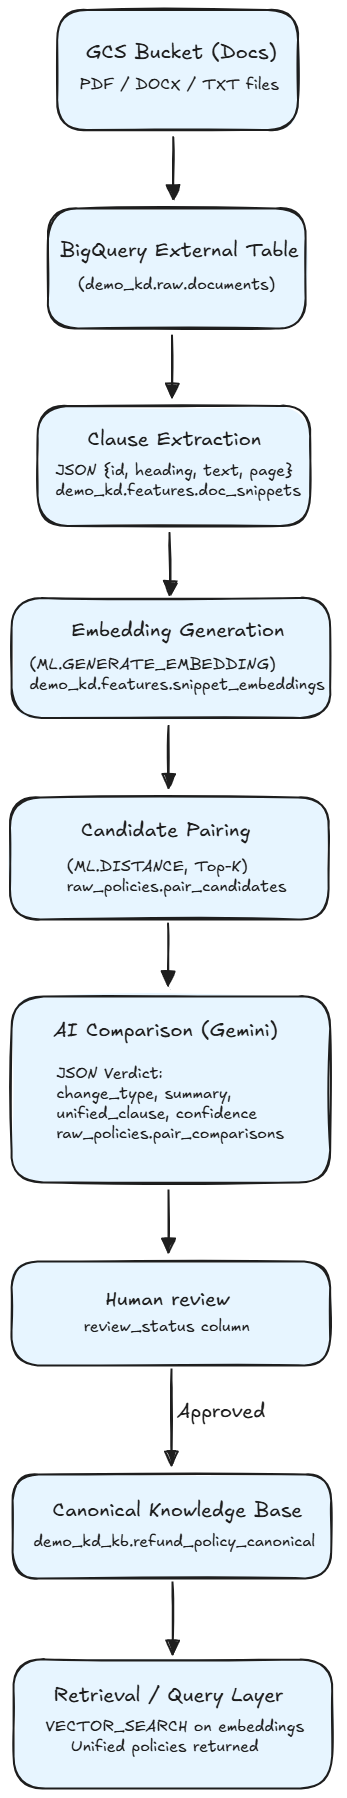 GCS Bucket (Docs)
PDF / DOCX / TXT files
BigQuery External Table
(demo_kd.raw.documents)
Clause Extraction
JSON {id, heading, text, page}
demo_kd.features.doc_snippets
Embedding Generation
(ML.GENERATE_EMBEDDING)
demo_kd.features.snippet_embeddings
Candidate Pairing
(ML.DISTANCE, Top-K)
raw_policies.pair_candidates
AI Comparison (Gemini)
JSON Verdict:
change_type, summary,
unified_clause, confidence
raw_policies.pair_comparisons
Human review
review_status column
Approved
Canonical Knowledge Base
demo_kd_kb.refund_policy_canonical
Retrieval / Query Layer
VECTOR_SEARCH on embeddings
Unified policies returned